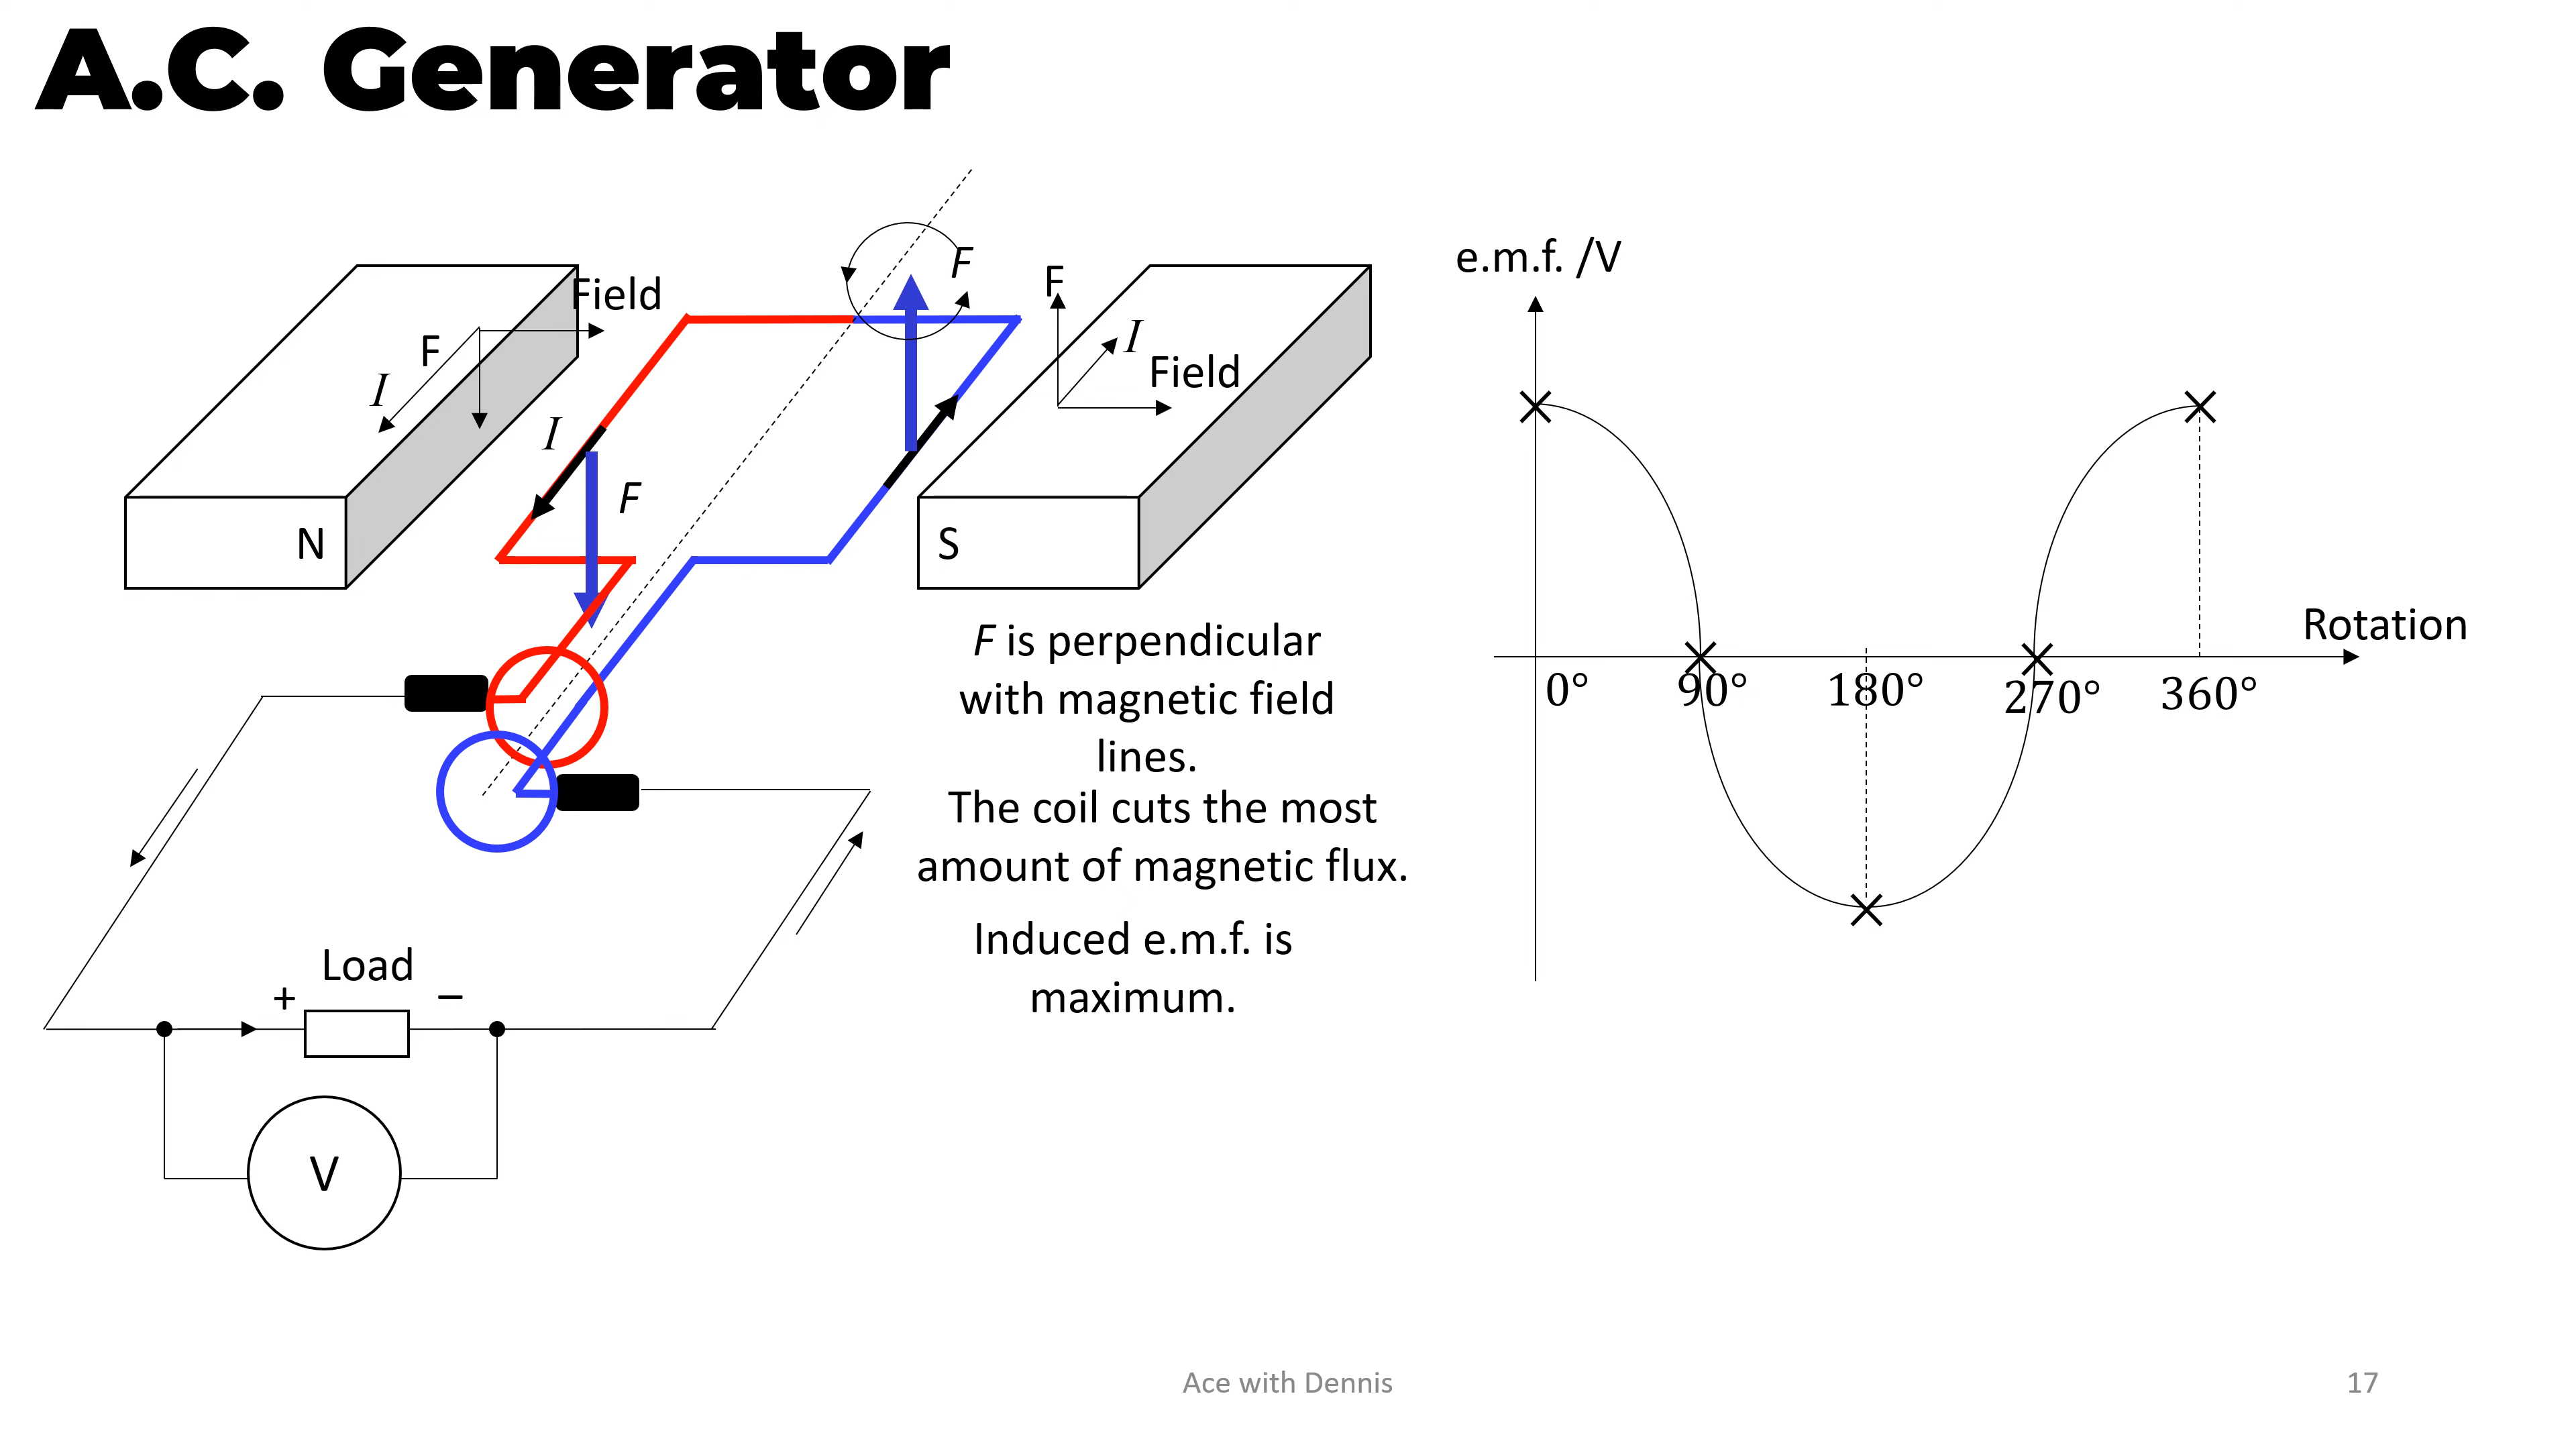 A.C. Generator
Field
F
I
I
F
N
F
F
I
Field
S
F is perpendicular
with magnetic field
lines.
The coil cuts the most
amount of magnetic flux.
Induced e.m.f. is
maximum.
Load
+ −
V
e.m.f. /V
Rotation
0° 90° 180° 270° 360°
Ace with Dennis
17